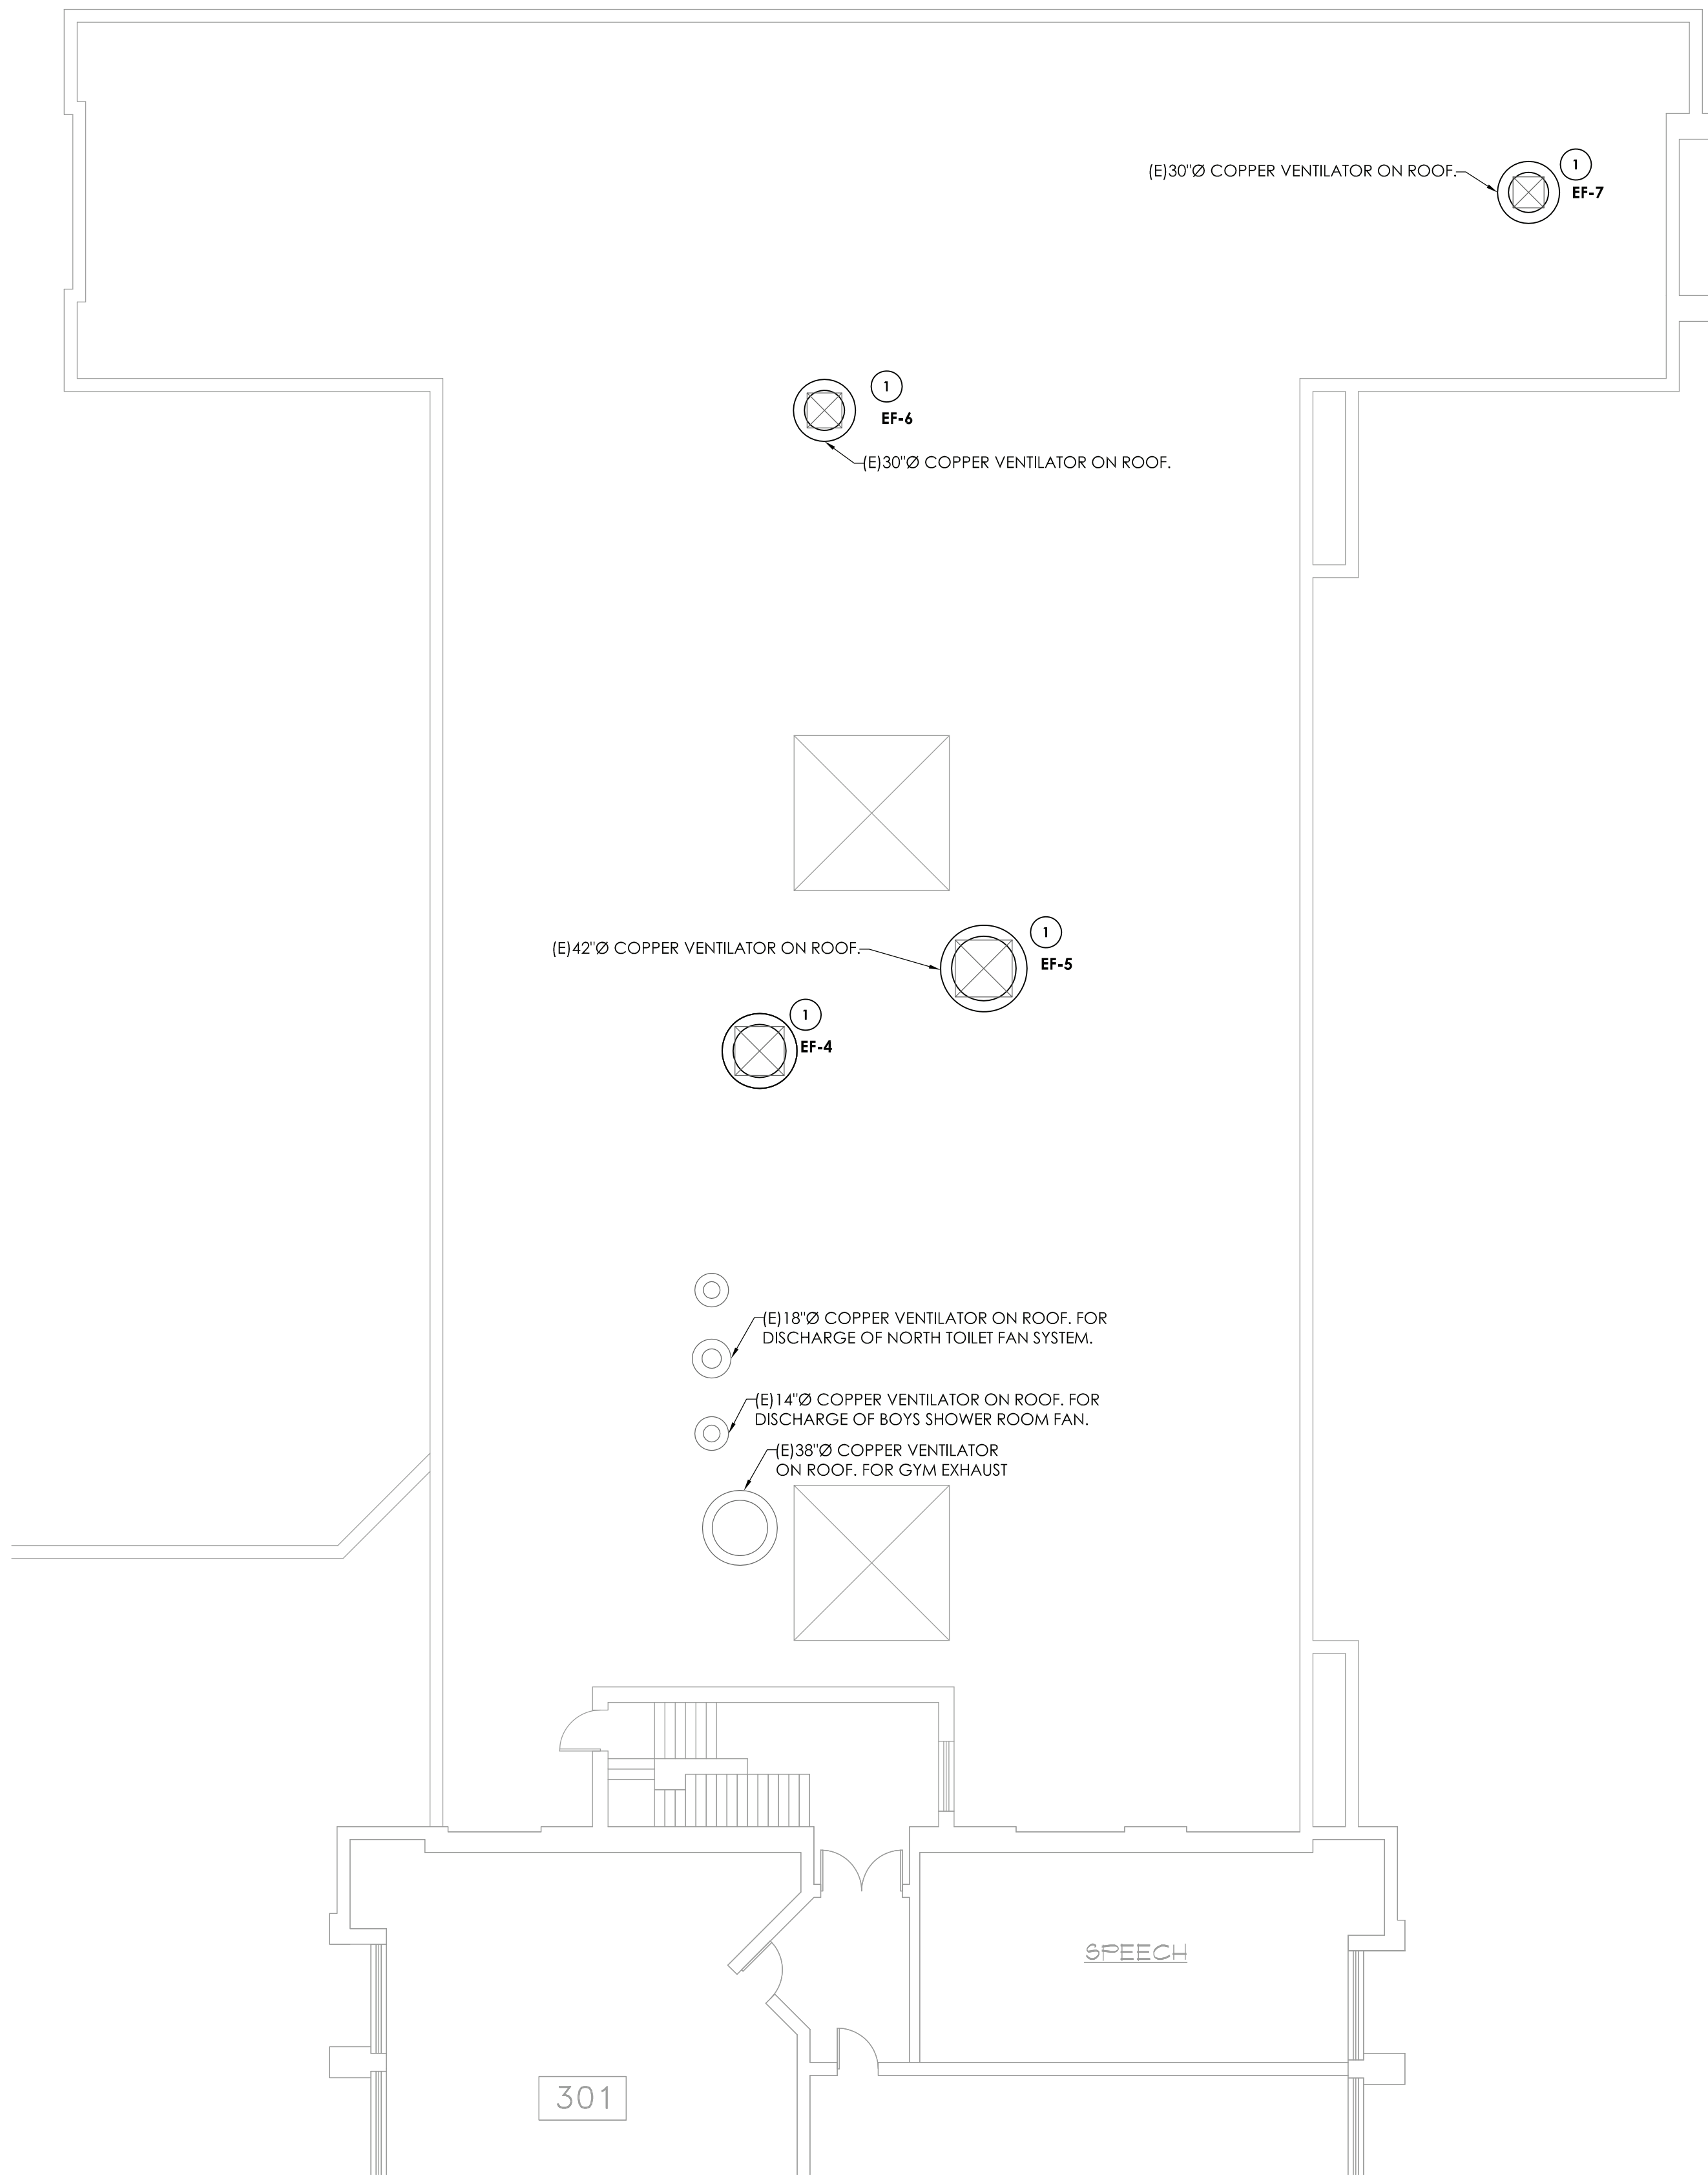 1
(E)30"Ø COPPER VENTILATOR ON ROOF.
EF-7
1
EF-6
(E)30"Ø COPPER VENTILATOR ON ROOF.
1
(E)42"Ø COPPER VENTILATOR ON ROOF.
EF-5
1
EF-4
(E)18"Ø COPPER VENTILATOR ON ROOF. FOR
DISCHARGE OF NORTH TOILET FAN SYSTEM.
(E)14"Ø COPPER VENTILATOR ON ROOF. FOR
DISCHARGE OF BOYS SHOWER ROOM FAN.
(E)38"Ø COPPER VENTILATOR
ON ROOF. FOR GYM EXHAUST
SPEECH
301